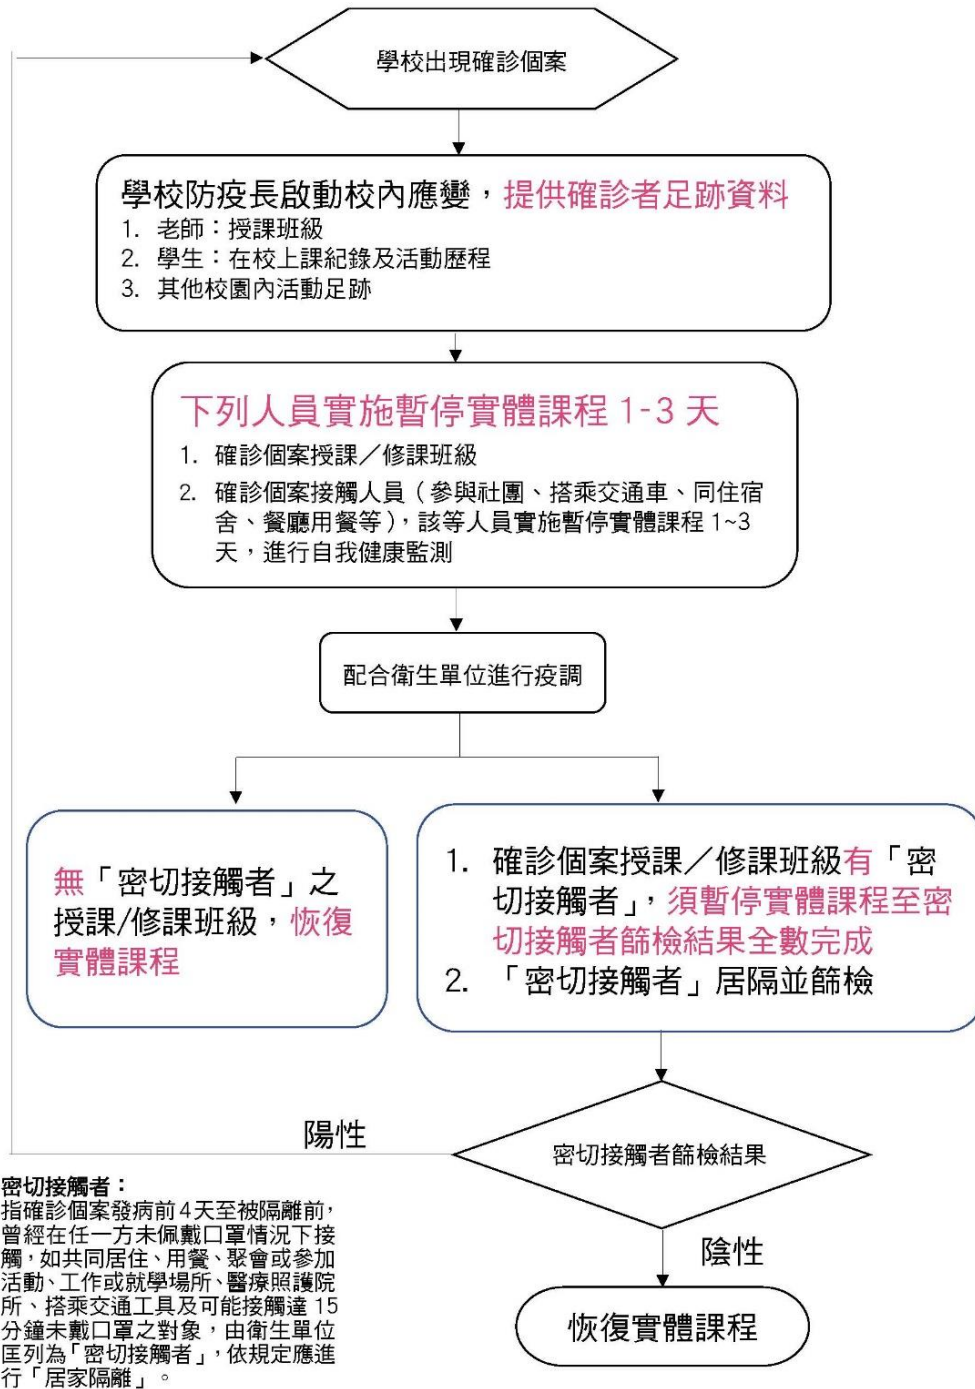 學校出現確診個案
學校防疫長啟動校內應變，提供確診者足跡資料
1. 老師：授課班級
2. 學生：在校上課紀錄及活動歷程
3. 其他校園內活動足跡
下列人員實施暫停實體課程 1-3 天
1. 確診個案授課／修課班級
2. 確診個案接觸人員（參與社團、搭乘交通車、同住宿
舍、餐廳用餐等），該等人員實施暫停實體課程 1~3
天，進行自我健康監測
配合衛生單位進行疫調
無「密切接觸者」之
授課/修課班級，恢復
實體課程
1. 確診個案授課／修課班級有「密
切接觸者」，須暫停實體課程至密
切接觸者篩檢結果全數完成
2. 「密切接觸者」居隔並篩檢
密切接觸者篩檢結果
陽性
陰性
恢復實體課程
密切接觸者：
指確診個案發病前4天至被隔離前，
曾經在任一方未佩戴口罩情況下接
觸，如共同居住、用餐、聚會或參加
活動、工作或就學場所、醫療照護院
所、搭乘交通工具及可能接觸達 15
分鐘未戴口罩之對象，由衛生單位
匡列為「密切接觸者」，依規定應進
行「居家隔離」。